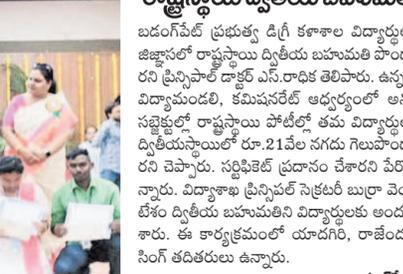 రాష్ట్రస్థాయి ద్వితీయ
బడంగ్‌పేట్ ప్రభుత్వ డిగ్రీ కళాశాల
జిజ్ఞాసలో రాష్ట్రస్థాయి ద్వితీయ బహుమతి
రని ప్రిన్సిపాల్ డాక్టర్ ఎస్.రాధిక తెలిపారు.
విద్యామండలి, కమిషనరేట్ ఆధ్వర్యంలో
సబ్జెక్టుల్లో రాష్ట్రస్థాయి పోటీల్లో తమ
ద్వితీయస్థాయిలో రూ.21వేల నగదు
రని చెప్పారు. సర్టిఫికెట్ ప్రదానం చేశారని
న్నారు. విద్యాశాఖ ప్రిన్సిపల్ సెక్రటరీ బుర్రా
టేశం ద్వితీయ బహుమతిని విద్యార్థులకు
శారు. ఈ కార్యక్రమంలో యాదగిరి,
సింగ్ తదితరులు ఉన్నారు.